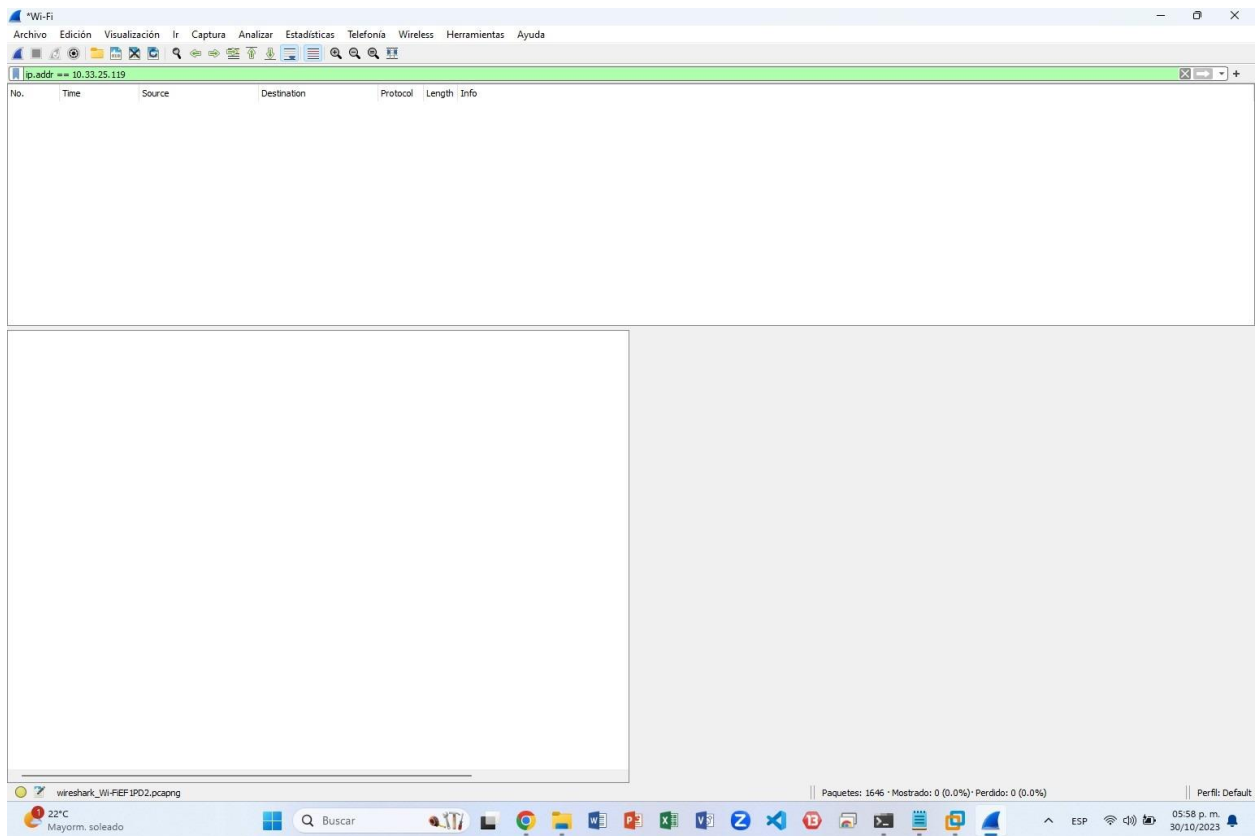 *Wi-Fi
Archivo Edición Visualización Ir Captura Analizar Estadísticas Telefonía Wireless Herramientas Ayuda
ip.addr == 10.33.25.119
No. Time Source Destination Protocol Length Info
wireshark_Wi-FiEF1PD2.pcapng Paquetes: 1646 · Mostrado: 0 (0.0%) · Perdido: 0 (0.0%) Perfil: Default
1 22°C
Mayorm. soleado
Buscar
ESP
05:58 p. m.
30/10/2023